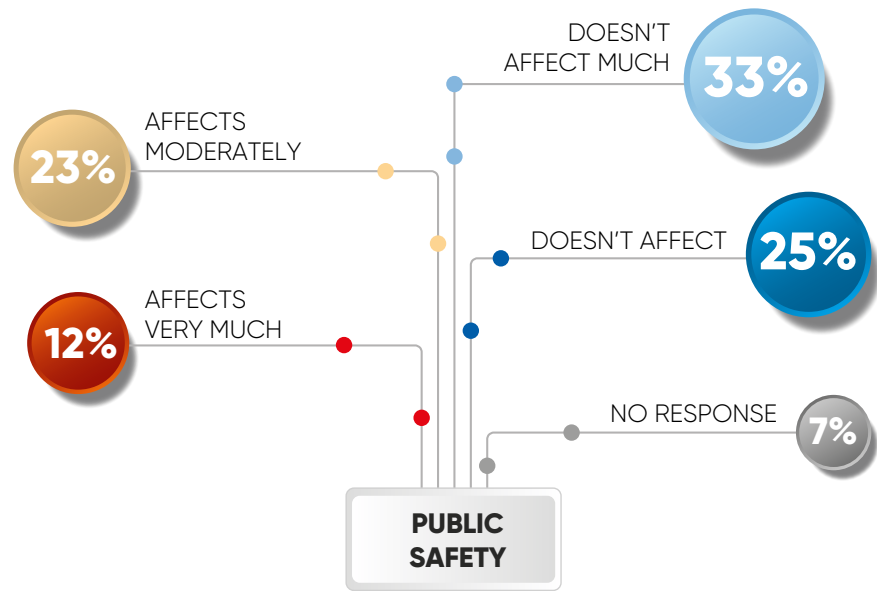 DOESN'T
AFFECT MUCH
33%
AFFECTS
MODERATELY
23%
DOESN'T AFFECT
25%
AFFECTS
VERY MUCH
12%
NO RESPONSE
7%
PUBLIC
SAFETY